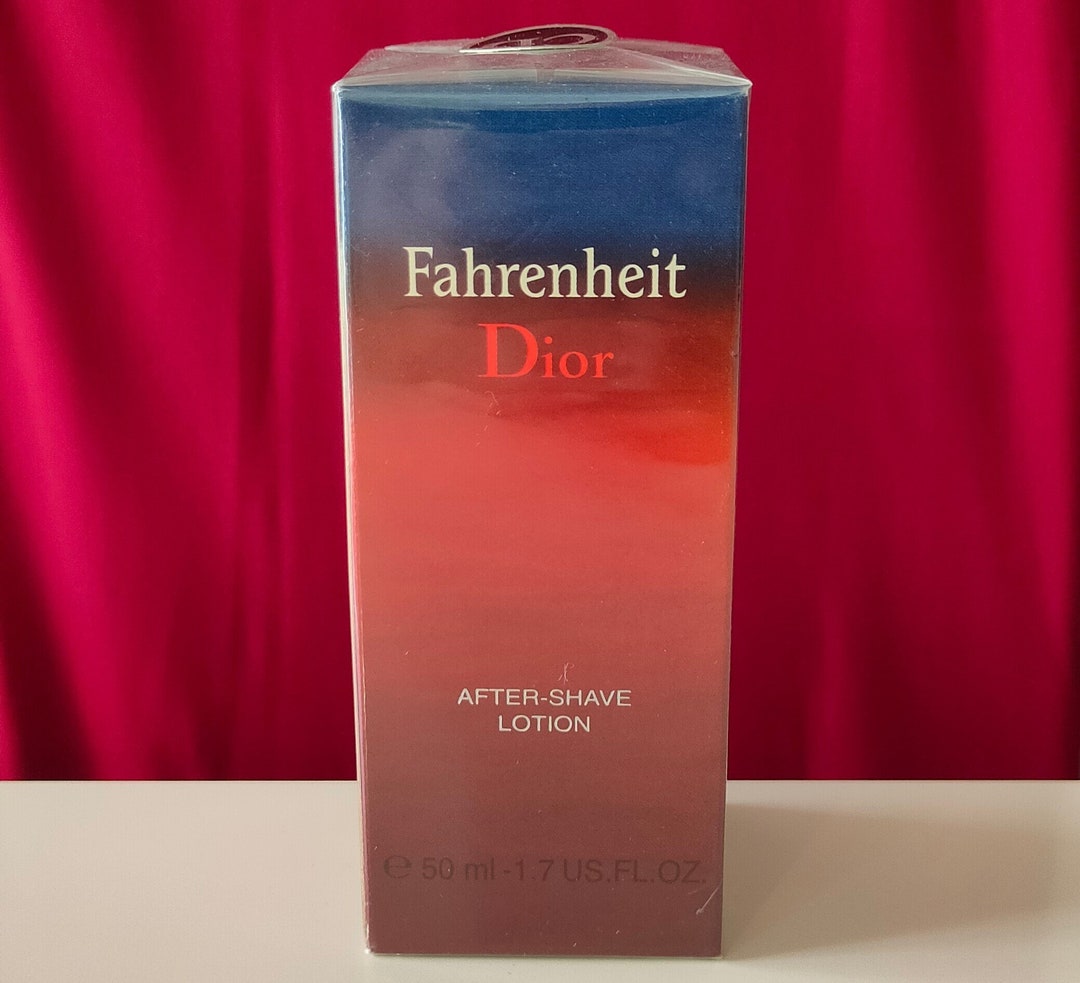 Fahrenheit
Dior
AFTER-SHAVE
LOTION
℮ 50 ml - 1.7 US.FL.OZ.